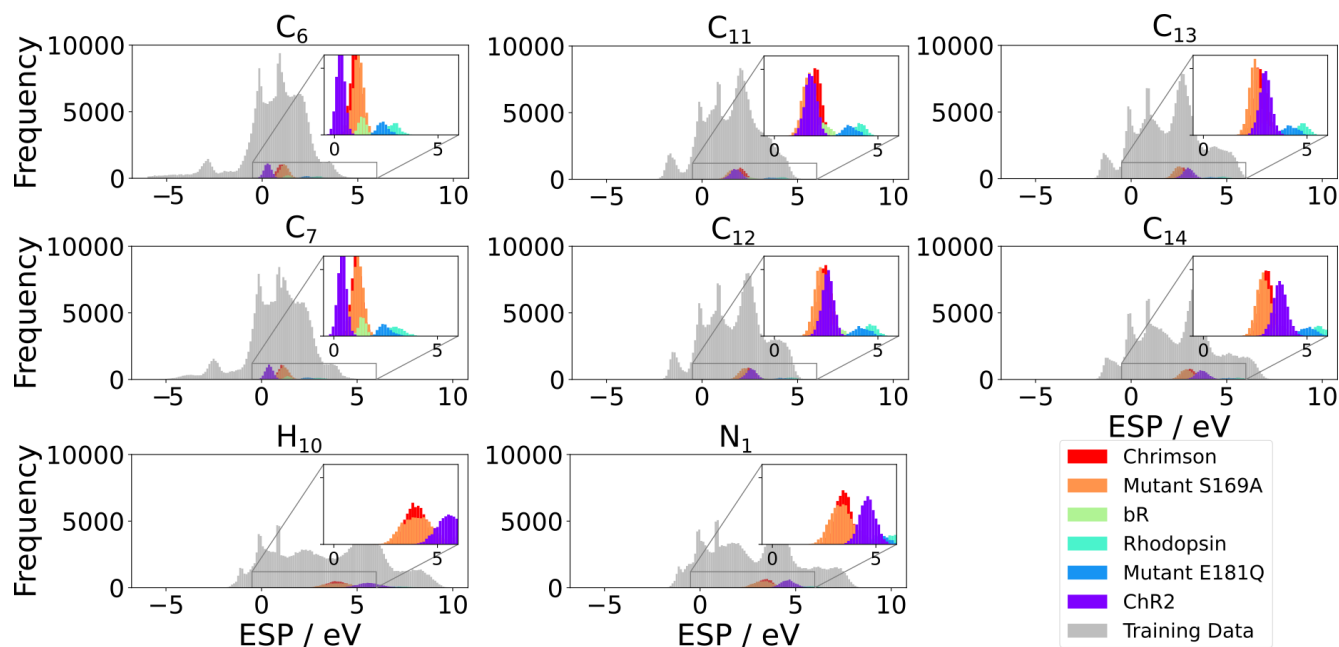 C6 C11 C13
Frequency
10000 10000 10000
5000 5000 5000
0 0 0
0 5 0 5 0 5
−5 0 5 10 −5 0 5 10 −5 0 5 10
C7 C12 C14
Frequency
10000 10000 10000
5000 5000 5000
0 0 0
0 5 0 5 0 5
−5 0 5 10 −5 0 5 10 −5 0 5 10
ESP / eV
H10 N1
Frequency
10000 10000
5000 5000
0 0
0 5 0 5
−5 0 5 10 −5 0 5 10
ESP / eV ESP / eV
Chrimson
Mutant S169A
bR
Rhodopsin
Mutant E181Q
ChR2
Training Data